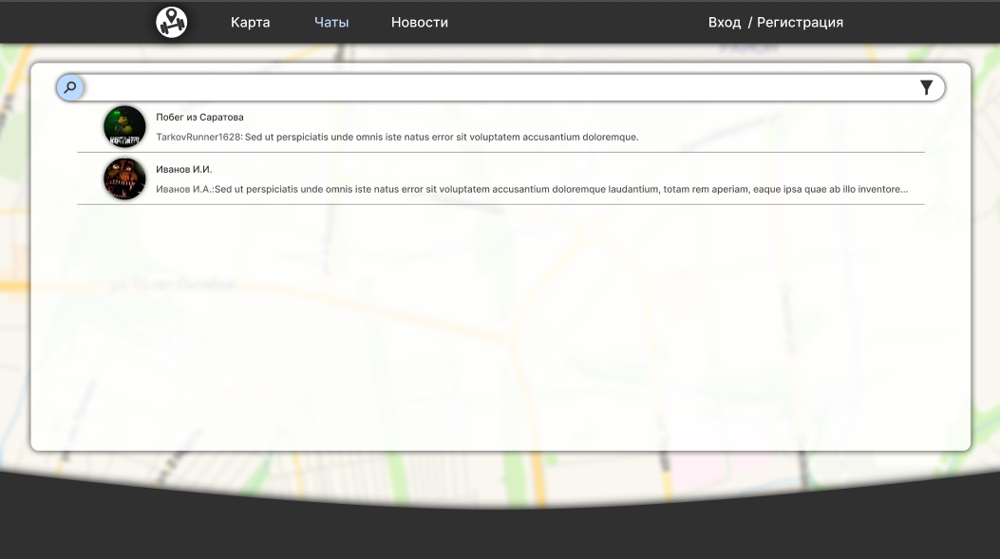 Карта
Чаты
Новости
Вход / Регистрация
Побег из Саратова
TarkovRunner1628: Sed ut perspiciatis unde omnis iste natus error sit voluptatem accusantium doloremque.
Иванов И.И.
Иванов И.А.:Sed ut perspiciatis unde omnis iste natus error sit voluptatem accusantium doloremque laudantium, totam rem aperiam, eaque ipsa quae ab illo inventore...